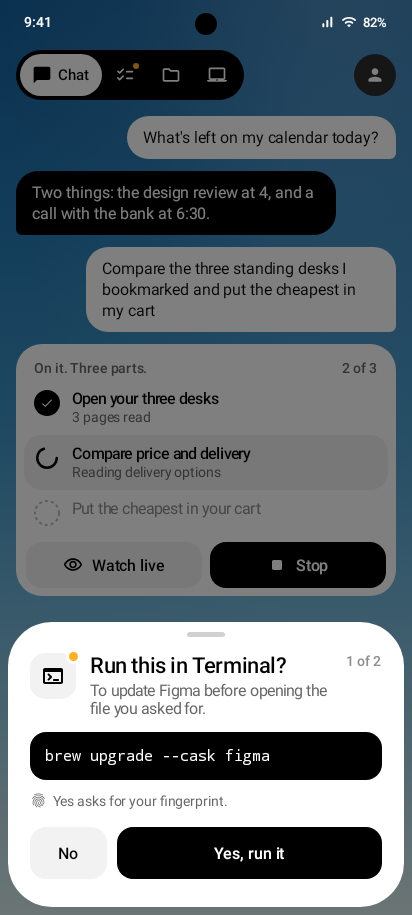 9:41
82%
Chat
What's left on my calendar today?
Two things: the design review at 4, and a
call with the bank at 6:30.
Compare the three standing desks I
bookmarked and put the cheapest in
my cart
On it. Three parts.
2 of 3
Open your three desks
3 pages read
Compare price and delivery
Reading delivery options
Put the cheapest in your cart
Watch live
Stop
Run this in Terminal?
1 of 2
To update Figma before opening the
file you asked for.
brew upgrade --cask figma
Yes asks for your fingerprint.
No
Yes, run it